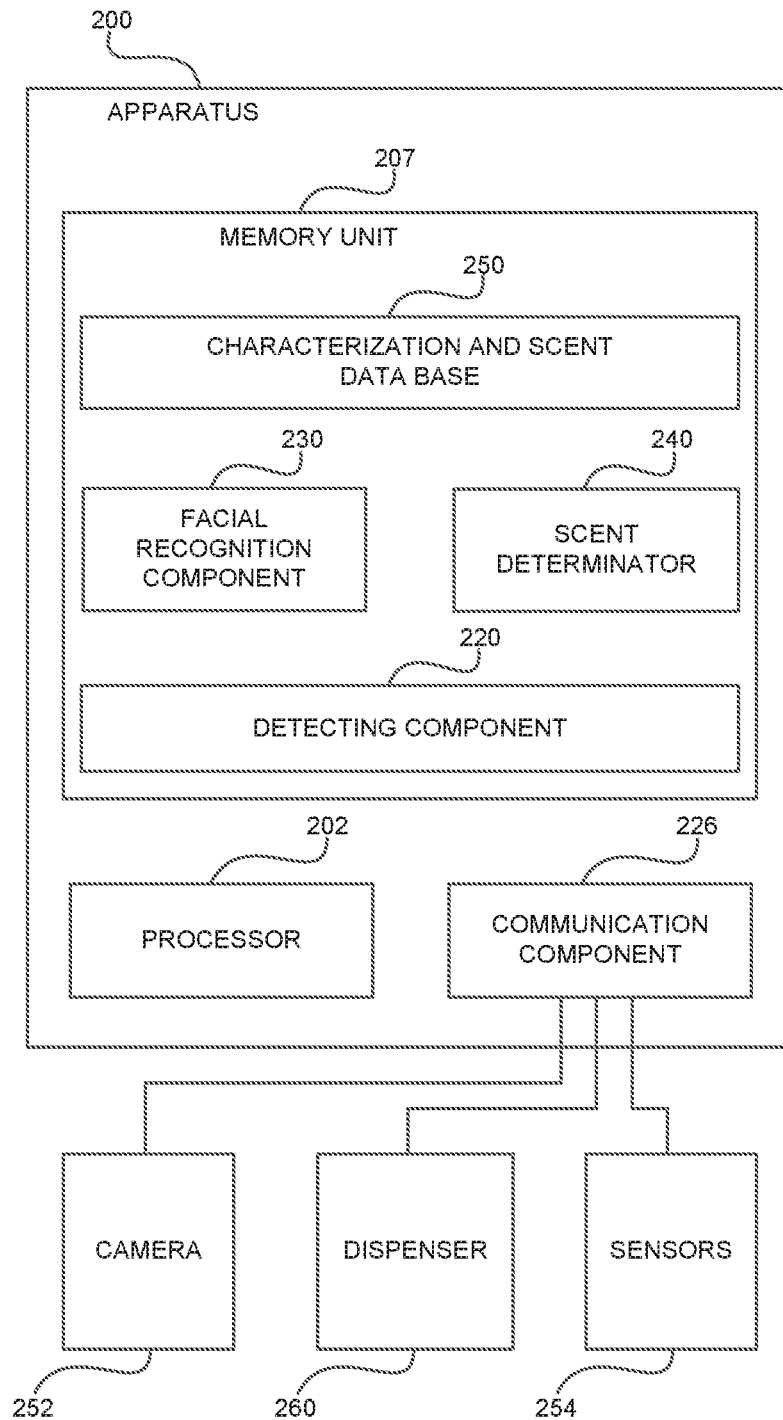 200
APPARATUS
207
MEMORY UNIT
250
CHARACTERIZATION AND SCENT
DATA BASE
230
240
FACIAL
RECOGNITION
COMPONENT
SCENT
DETERMINATOR
220
DETECTING COMPONENT
202
226
PROCESSOR
COMMUNICATION
COMPONENT
CAMERA
DISPENSER
SENSORS
252
260
254